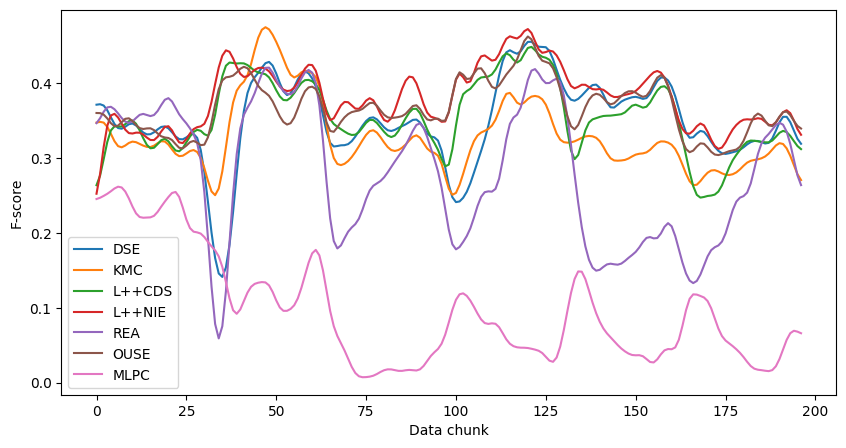 F-score
0.4
0.3
0.2
0.1
0.0
DSE
KMC
L++CDS
L++NIE
REA
OUSE
MLPC
0 25 50 75 100 125 150 175 200
Data chunk